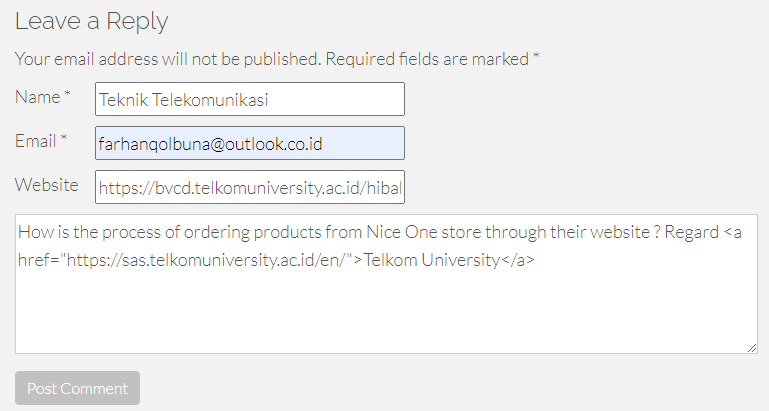 Leave a Reply
Your email address will not be published. Required fields are marked *
Name * Teknik Telekomunikasi
Email * farhanqolbuna@outlook.co.id
Website https://bvcd.telkomuniversity.ac.id/hibal
How is the process of ordering products from Nice One store through their website ? Regard <a
href="https://sas.telkomuniversity.ac.id/en/">Telkom University</a>
Post Comment